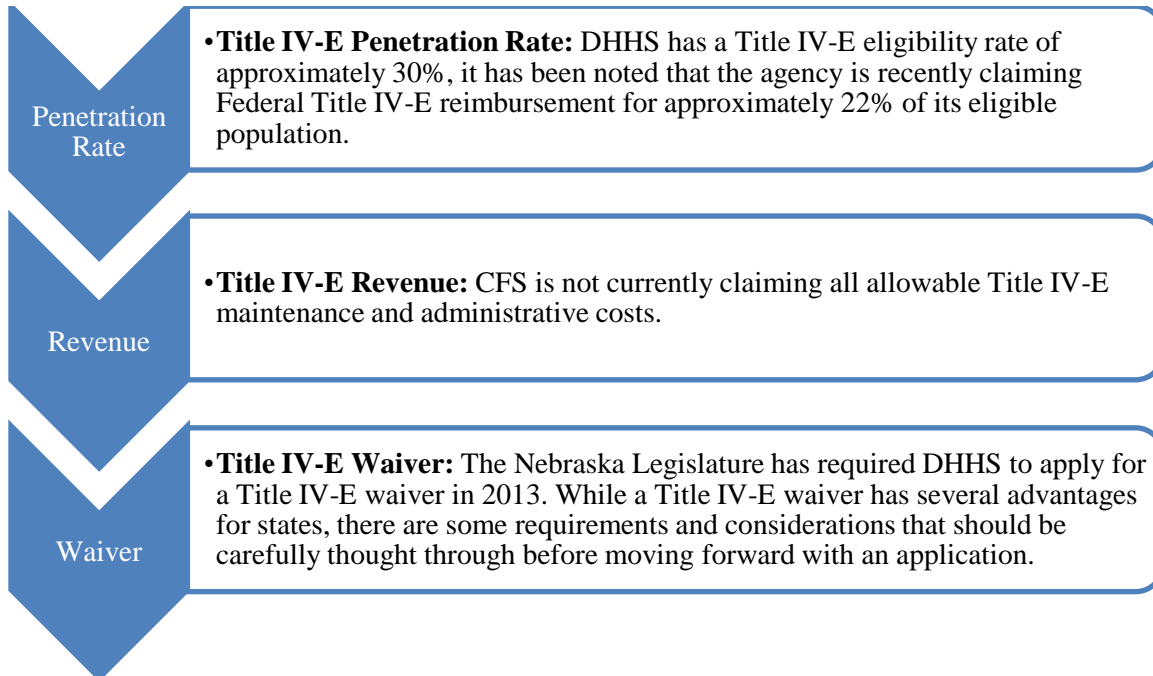 Penetration
Rate
•Title IV-E Penetration Rate: DHHS has a Title IV-E eligibility rate of
approximately 30%, it has been noted that the agency is recently claiming
Federal Title IV-E reimbursement for approximately 22% of its eligible
population.
Revenue
•Title IV-E Revenue: CFS is not currently claiming all allowable Title IV-E
maintenance and administrative costs.
Waiver
•Title IV-E Waiver: The Nebraska Legislature has required DHHS to apply for
a Title IV-E waiver in 2013. While a Title IV-E waiver has several advantages
for states, there are some requirements and considerations that should be
carefully thought through before moving forward with an application.